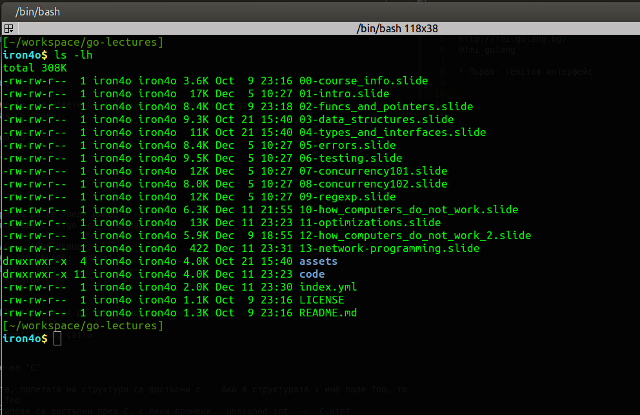 /bin/bash
/bin/bash 118x38
[~/workspace/go-lectures]
iron4o$ ls -lh
total 308K
-rw-rw-r--  1 iron4o iron4o 3.6K Oct  9 23:16 00-course_info.slide
-rw-rw-r--  1 iron4o iron4o  17K Dec  5 10:27 01-intro.slide
-rw-rw-r--  1 iron4o iron4o 8.4K Oct  9 23:18 02-funcs_and_pointers.slide
-rw-rw-r--  1 iron4o iron4o 9.3K Oct 21 15:40 03-data_structures.slide
-rw-rw-r--  1 iron4o iron4o  11K Oct 21 15:40 04-types_and_interfaces.slide
-rw-rw-r--  1 iron4o iron4o 8.4K Dec  5 10:27 05-errors.slide
-rw-rw-r--  1 iron4o iron4o 9.5K Dec  5 10:27 06-testing.slide
-rw-rw-r--  1 iron4o iron4o  12K Dec  5 10:27 07-concurrency101.slide
-rw-rw-r--  1 iron4o iron4o 8.0K Dec  5 10:27 08-concurrency102.slide
-rw-rw-r--  1 iron4o iron4o  12K Dec  5 10:27 09-regexp.slide
-rw-rw-r--  1 iron4o iron4o 6.3K Dec 11 21:55 10-how_computers_do_not_work.slide
-rw-rw-r--  1 iron4o iron4o  13K Dec 11 23:23 11-optimizations.slide
-rw-rw-r--  1 iron4o iron4o 5.9K Dec  9 18:55 12-how_computers_do_not_work_2.slide
-rw-rw-r--  1 iron4o iron4o  422 Dec 11 23:31 13-network-programming.slide
drwxrwxr-x  4 iron4o iron4o 4.0K Oct 21 15:40 assets
drwxrwxr-x 11 iron4o iron4o 4.0K Dec 11 23:23 code
-rw-rw-r--  1 iron4o iron4o 2.0K Dec 11 23:30 index.yml
-rw-rw-r--  1 iron4o iron4o 1.1K Oct  9 23:16 LICENSE
-rw-rw-r--  1 iron4o iron4o 1.3K Oct  9 23:16 README.md
[~/workspace/go-lectures]
iron4o$